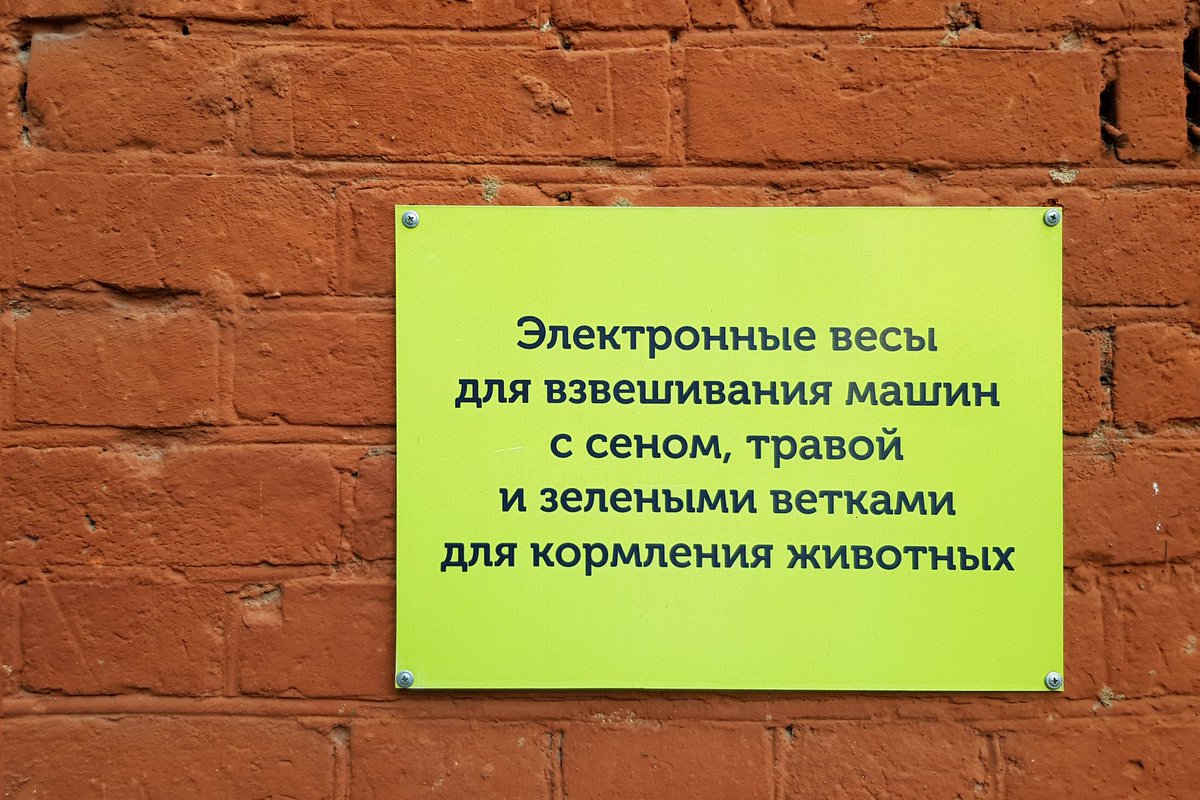 Электронные весы
для взвешивания машин
с сеном, травой
и зелеными ветками
для кормления животных